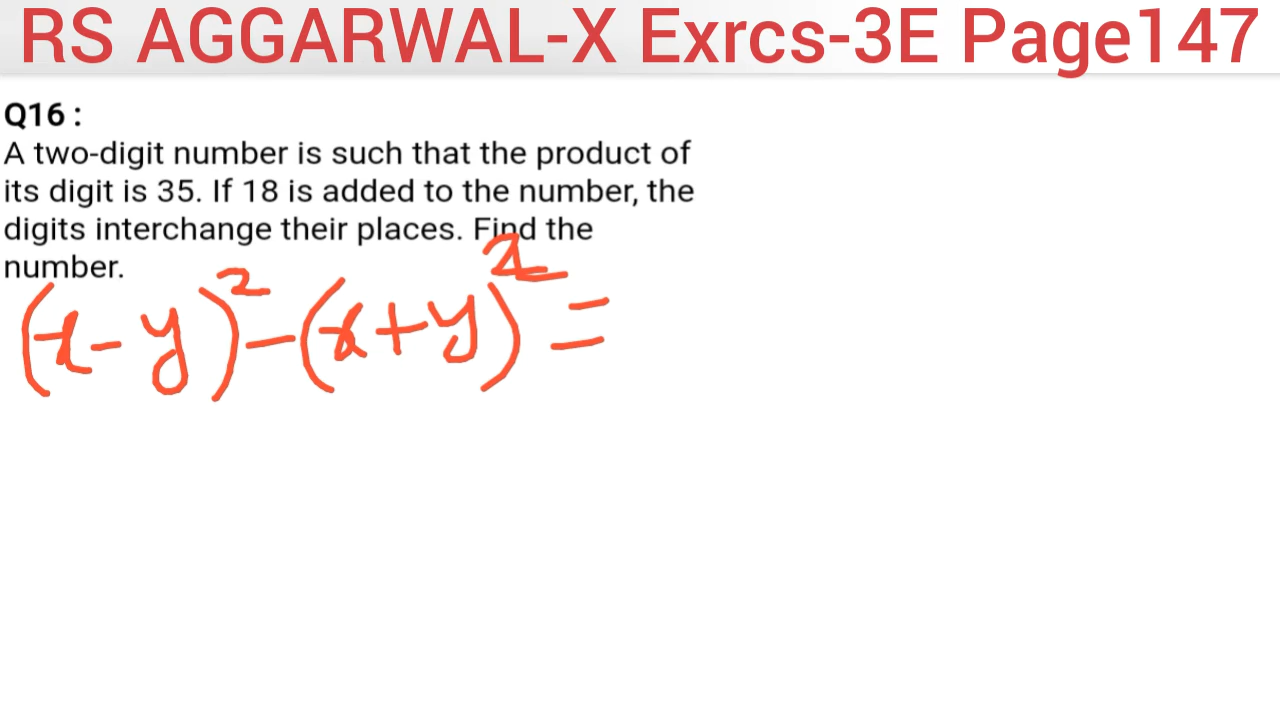 RS AGGARWAL-X Exrcs-3E Page147
Q16 :
A two-digit number is such that the product of
its digit is 35. If 18 is added to the number, the
digits interchange their places. Find the
number.
(x-y)²-(x+y)²=